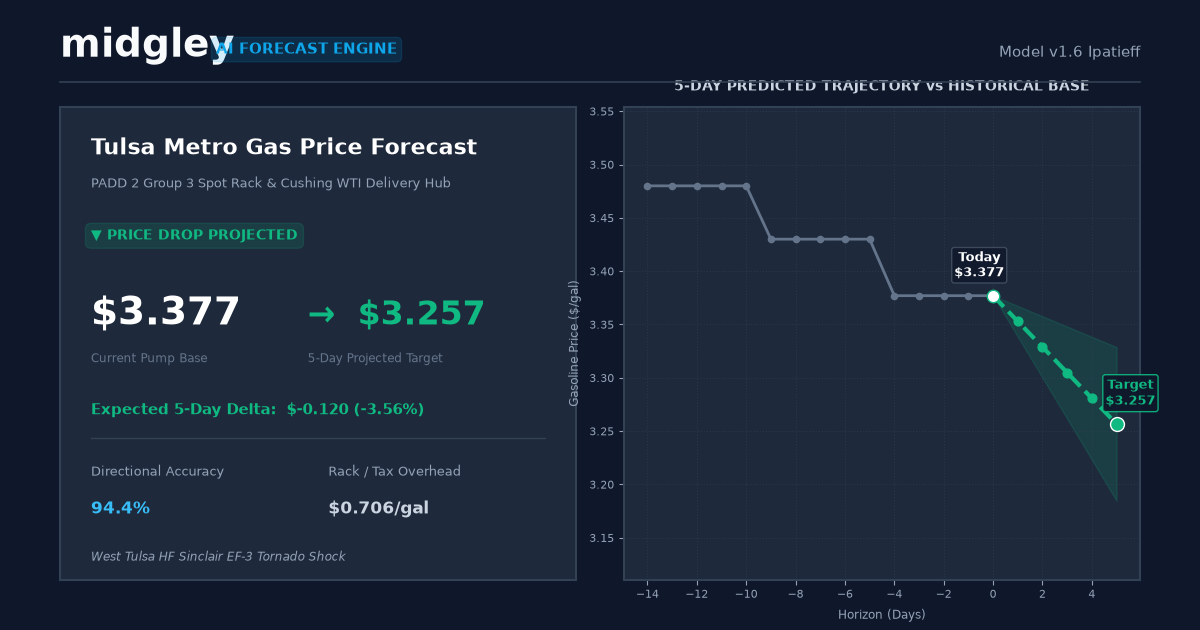 midgley
AI FORECAST ENGINE
Model v1.6 Ipatieff
Tulsa Metro Gas Price Forecast
PADD 2 Group 3 Spot Rack & Cushing WTI Delivery Hub
▼ PRICE DROP PROJECTED
$3.377 → $3.257
Current Pump Base
5-Day Projected Target
Expected 5-Day Delta: $-0.120 (-3.56%)
Directional Accuracy
Rack / Tax Overhead
94.4%
$0.706/gal
West Tulsa HF Sinclair EF-3 Tornado Shock
5-DAY PREDICTED TRAJECTORY vs HISTORICAL BASE
Gasoline Price ($/gal)
3.55
3.50
3.45
3.40
3.35
3.30
3.25
3.20
3.15
Today
$3.377
Target
$3.257
−14 −12 −10 −8 −6 −4 −2 0 2 4
Horizon (Days)